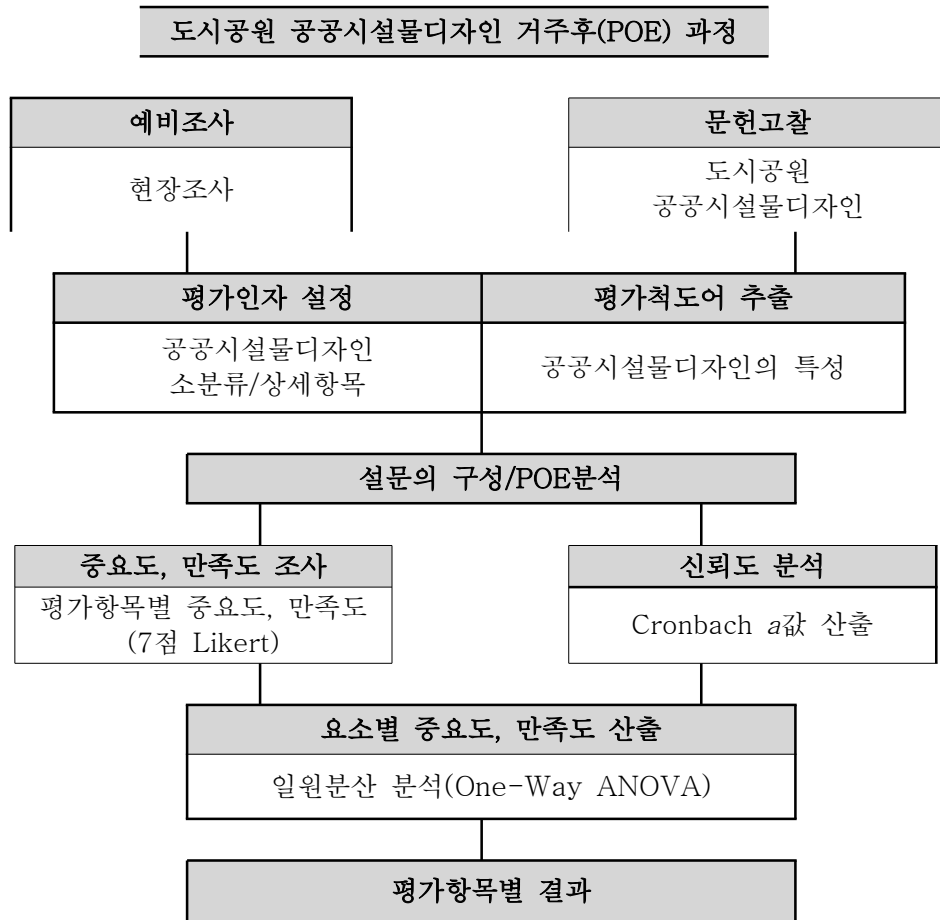 도시공원 공공시설물디자인 거주후(POE) 과정
예비조사
현장조사
문헌고찰
도시공원
공공시설물디자인
평가인자 설정
공공시설물디자인
소분류/상세항목
평가척도어 추출
공공시설물디자인의 특성
설문의 구성/POE분석
중요도, 만족도 조사
평가항목별 중요도, 만족도
(7점 Likert)
신뢰도 분석
Cronbach a값 산출
요소별 중요도, 만족도 산출
일원분산 분석(One-Way ANOVA)
평가항목별 결과